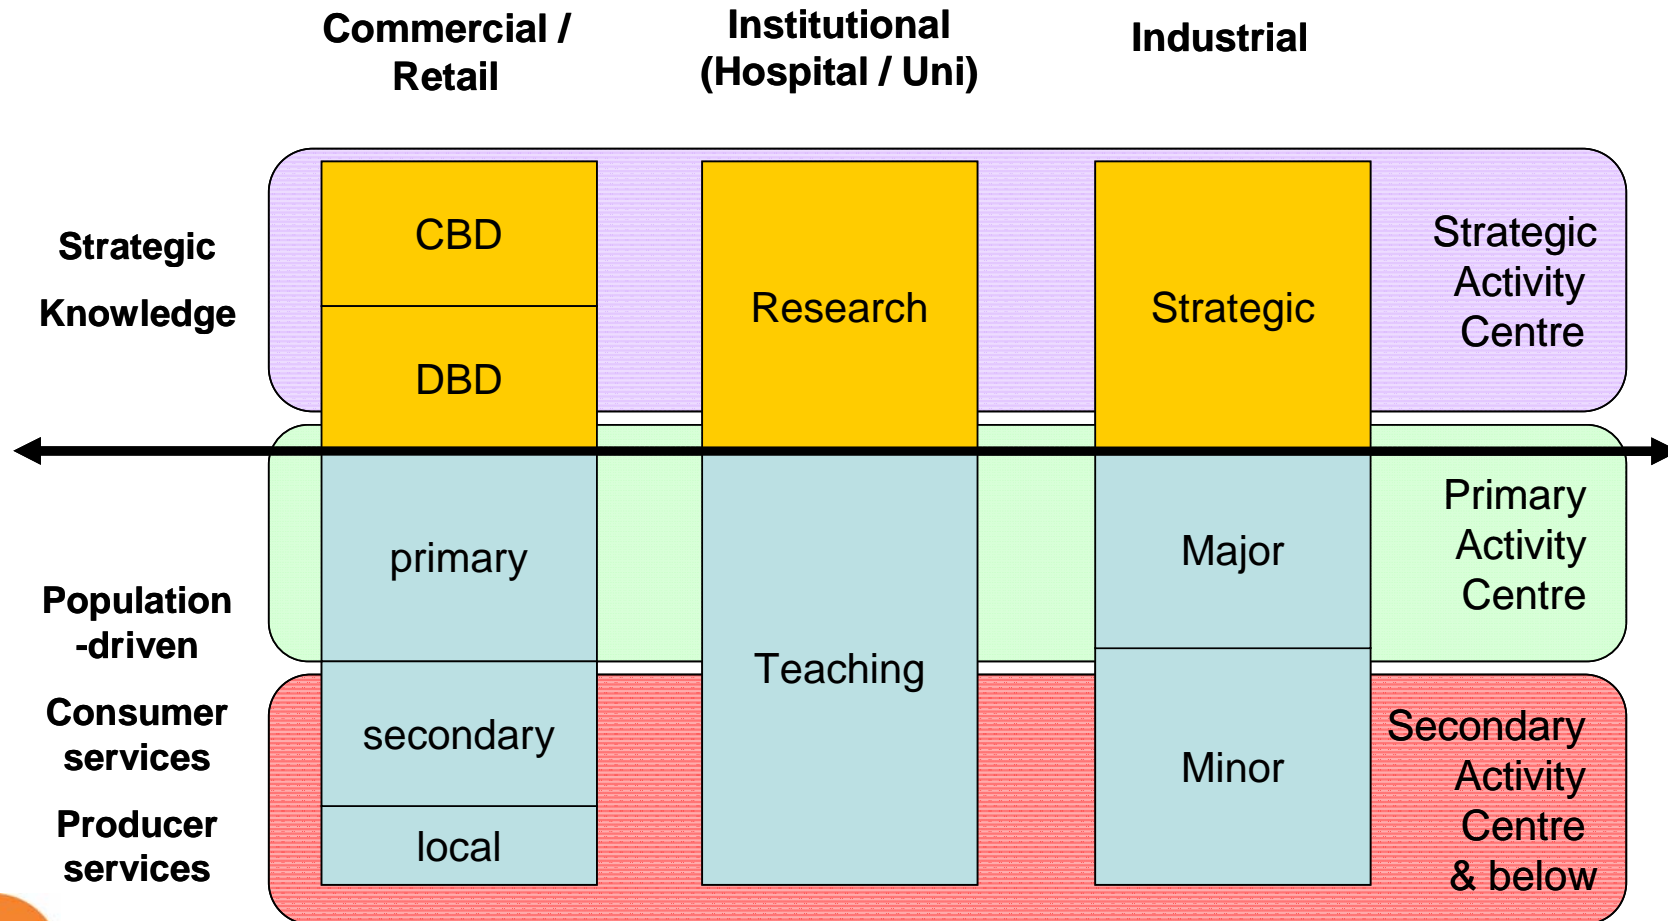 Commercial /
Retail
Institutional
(Hospital / Uni)
Industrial
Strategic
Knowledge
CBD
DBD
Research
Strategic
Strategic
Activity
Centre
Population
-driven
Consumer
services
Producer
services
primary
secondary
local
Teaching
Major
Minor
Primary
Activity
Centre
Secondary
Activity
Centre
& below